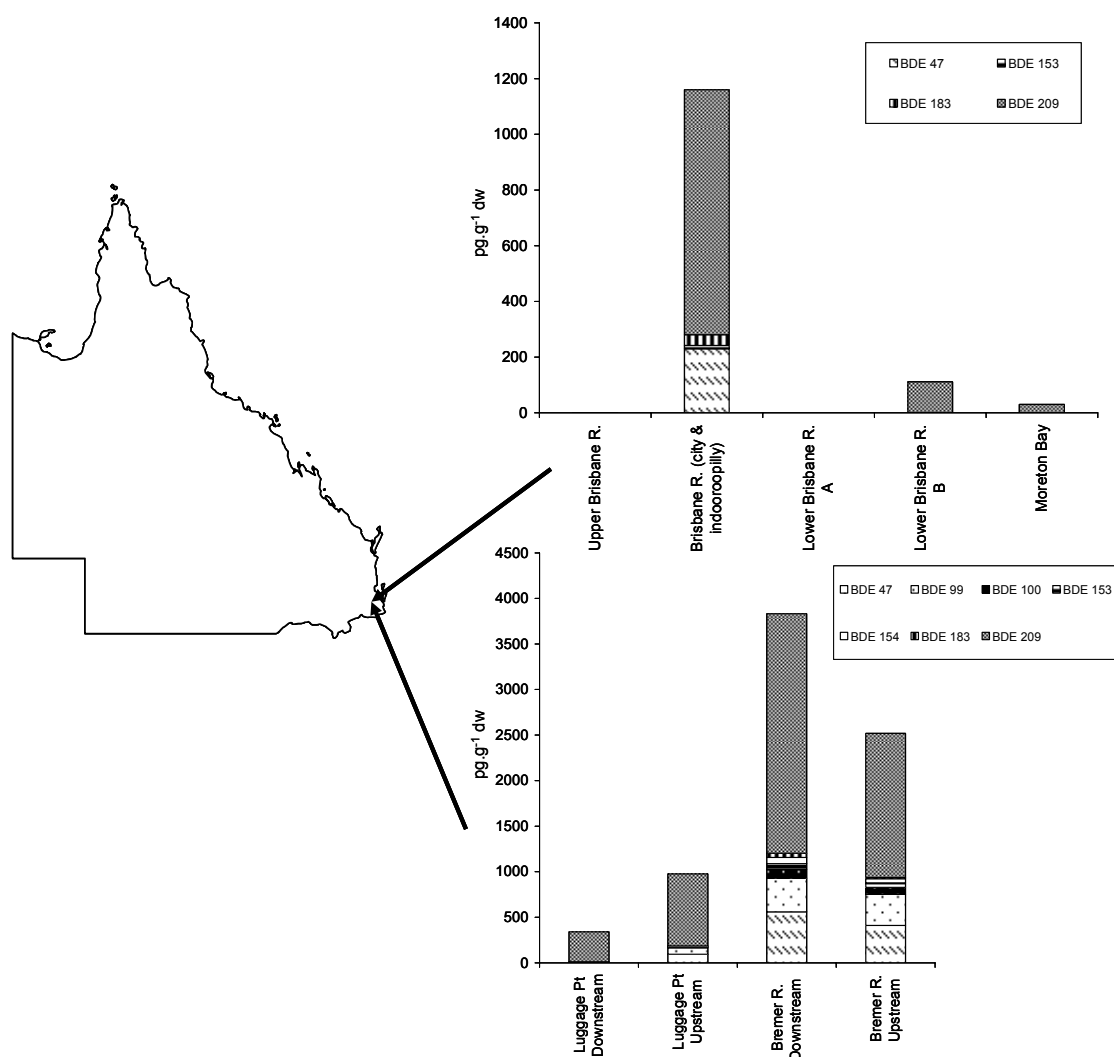 1400
1200
1000
800
600
400
200
0
pg.g-1 dw
BDE 47
BDE 153
BDE 183
BDE 209
Upper Brisbane R.
Brisbane R. (city &
indooroopilly)
Lower Brisbane R.
A
Lower Brisbane R.
B
Moreton Bay
4500
4000
3500
3000
2500
2000
1500
1000
500
0
pg.g-1 dw
BDE 47
BDE 99
BDE 100
BDE 153
BDE 154
BDE 183
BDE 209
Luggage Pt
Downstream
Luggage Pt
Upstream
Bremer R.
Downstream
Bremer R.
Upstream